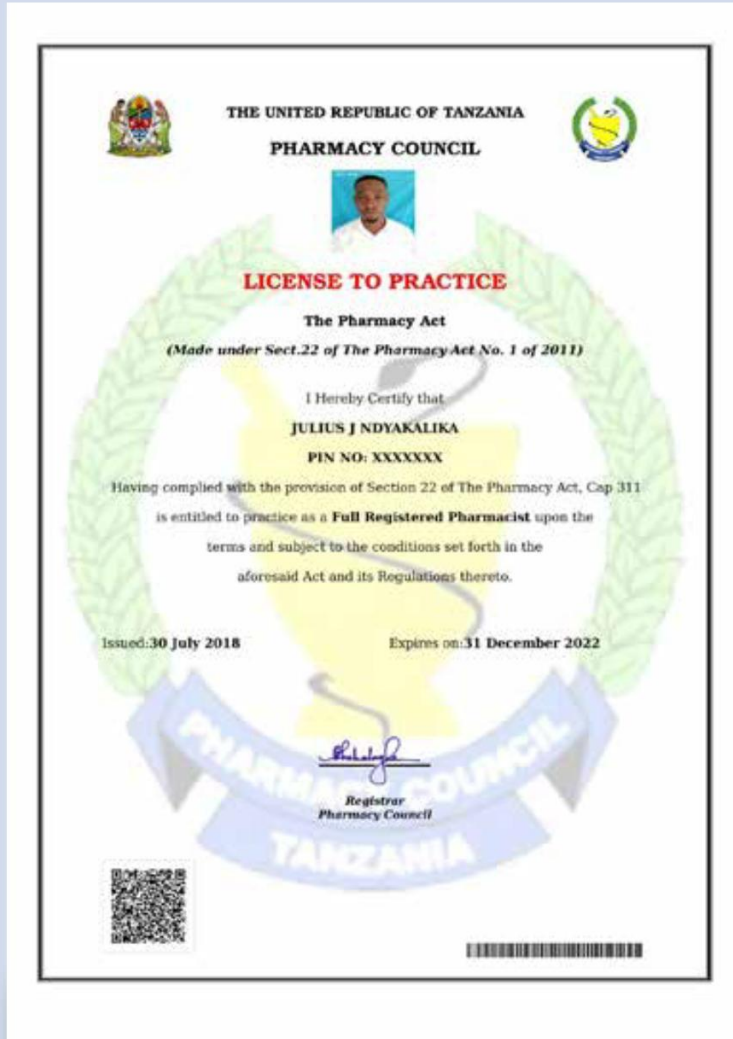 THE UNITED REPUBLIC OF TANZANIA
PHARMACY COUNCIL
LICENSE TO PRACTICE
The Pharmacy Act
(Made under Sect.22 of The Pharmacy Act No. 1 of 2011)
I Hereby Certify that
JULIUS J NDYAKALIKA
PIN NO: XXXXXXX
Having complied with the provision of Section 22 of The Pharmacy Act, Cap 311
is entitled to practice as a Full Registered Pharmacist upon the
terms and subject to the conditions set forth in the
aforesaid Act and its Regulations thereto.
Issued:30 July 2018 Expires on:31 December 2022
Registrar
Pharmacy Council
PHARMACY COUNCIL
TANZANIA